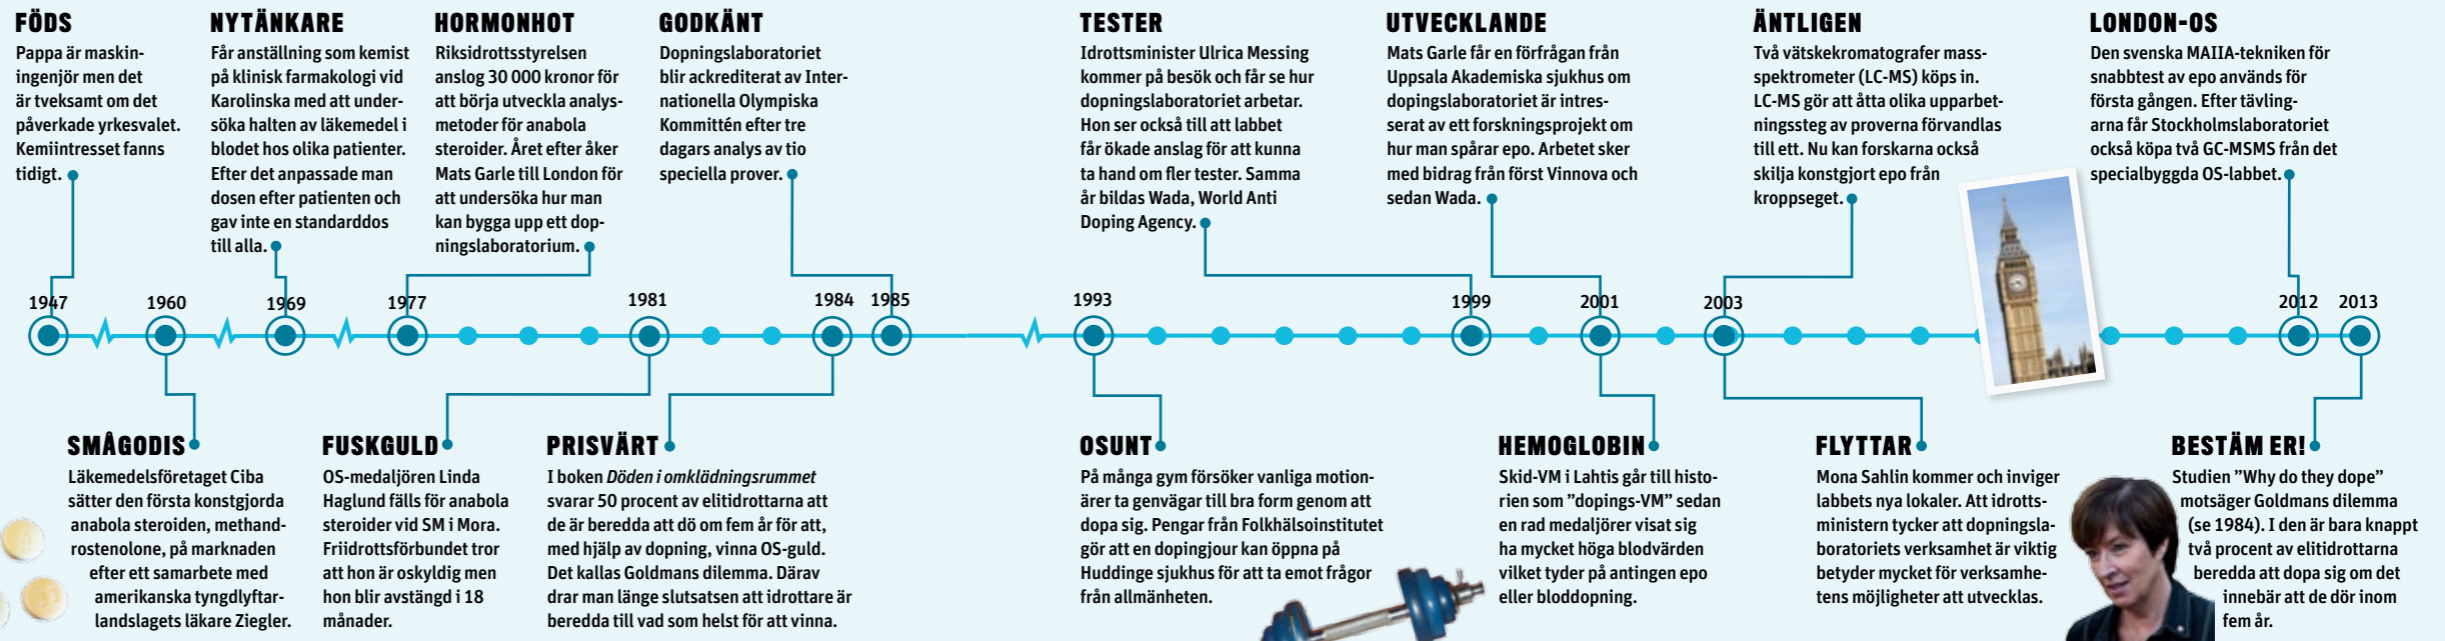 FÖDS
Pappa är maskin-
ingenjör men det
är tveksamt om det
påverkade yrkesvalet.
Kemiintresset fanns
tidigt.
NYTÄNKARE
Får anställning som kemist
på klinisk farmakologi vid
Karolinska med att under-
söka halten av läkemedel i
blodet hos olika patienter.
Efter det anpassade man
dosen efter patienten och
gav inte en standarddos
till alla.
HORMONHOT
Riksidrottsstyrelsen
anslog 30 000 kronor för
att börja utveckla analys-
metoder för anabola
steroider. Året efter åker
Mats Garle till London för
att undersöka hur man
kan bygga upp ett dop-
ningslaboratorium.
GODKÄNT
Dopningslaboratoriet
blir ackrediterat av Inter-
nationella Olympiska
Kommittén efter tre
dagars analys av tio
speciella prover.
TESTER
Idrottsminister Ulrica Messing
kommer på besök och får se hur
dopningslaboratoriet arbetar.
Hon ser också till att labbet
får ökade anslag för att kunna
ta hand om fler tester. Samma
år bildas Wada, World Anti
Doping Agency.
UTVECKLANDE
Mats Garle får en förfrågan från
Uppsala Akademiska sjukhus om
dopingslaboratoriet är intres-
serat av ett forskningsprojekt om
hur man spårar epo. Arbetet sker
med bidrag från först Vinnova och
sedan Wada.
ÄNTLIGEN
Två vätskekromatografer mass-
spektrometer (LC-MS) köps in.
LC-MS gör att åtta olika upparbet-
ningssteg av proverna förvandlas
till ett. Nu kan forskarna också
skilja konstgjort epo från
kroppseget.
LONDON-OS
Den svenska MAIIA-tekniken för
snabbtest av epo används för
första gången. Efter tävling-
arna får Stockholmslaboratoriet
också köpa två GC-MSMS från det
specialbyggda OS-labbet.
1947
1960
1969
1977
1981
1984
1985
1993
1999
2001
2003
2012
2013
SMÅGODIS
Läkemedelsföretaget Ciba
sätter den första konstgjorda
anabola steroiden, methand-
rostenolone, på marknaden
efter ett samarbete med
amerikanska tyngdlyftar-
landslagets läkare Ziegler.
FUSKGULD
OS-medaljören Linda
Haglund fälls för anabola
steroider vid SM i Mora.
Friidrottsförbundet tror
att hon är oskyldig men
hon blir avstängd i 18
månader.
PRISVÄRT
I boken Döden i omklädningsrummet
svarar 50 procent av elitidrottarna att
de är beredda att dö om fem år för att,
med hjälp av dopning, vinna OS-guld.
Det kallas Goldmans dilemma. Därav
drar man länge slutsatsen att idrottare är
beredda till vad som helst för att vinna.
OSUNT
På många gym försöker vanliga motion-
ärer ta genvägar till bra form genom att
dopa sig. Pengar från Folkhälsoinstitutet
gör att en dopingjour kan öppna på
Huddinge sjukhus för att ta emot frågor
från allmänheten.
HEMOGLOBIN
Skid-VM i Lahtis går till histo-
rien som ”dopings-VM” sedan
en rad medaljörer visat sig
ha mycket höga blodvärden
vilket tyder på antingen epo
eller bloddopning.
FLYTTAR
Mona Sahlin kommer och inviger
labbets nya lokaler. Att idrotts-
ministern tycker att dopningsla-
boratoriets verksamhet är viktig
betyder mycket för verksamhe-
tens möjligheter att utvecklas.
BESTÄM ER!
Studien ”Why do they dope”
motsäger Goldmans dilemma
(se 1984). I den är bara knappt
två procent av elitidrottarna
beredda att dopa sig om det
innebär att de dör inom
fem år.